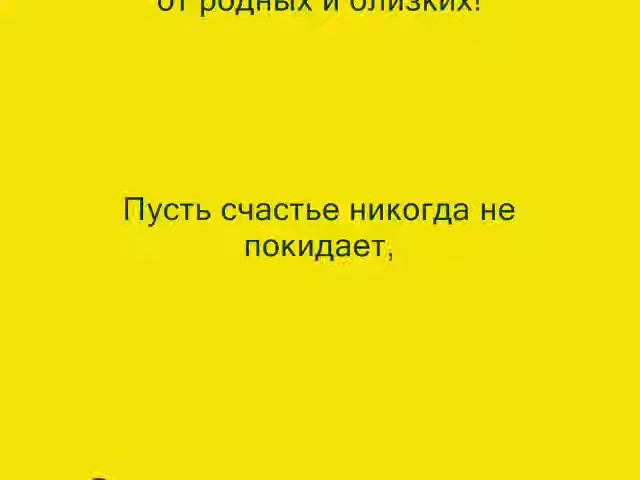 от родных и близких!
Пусть счастье никогда не
покидает,